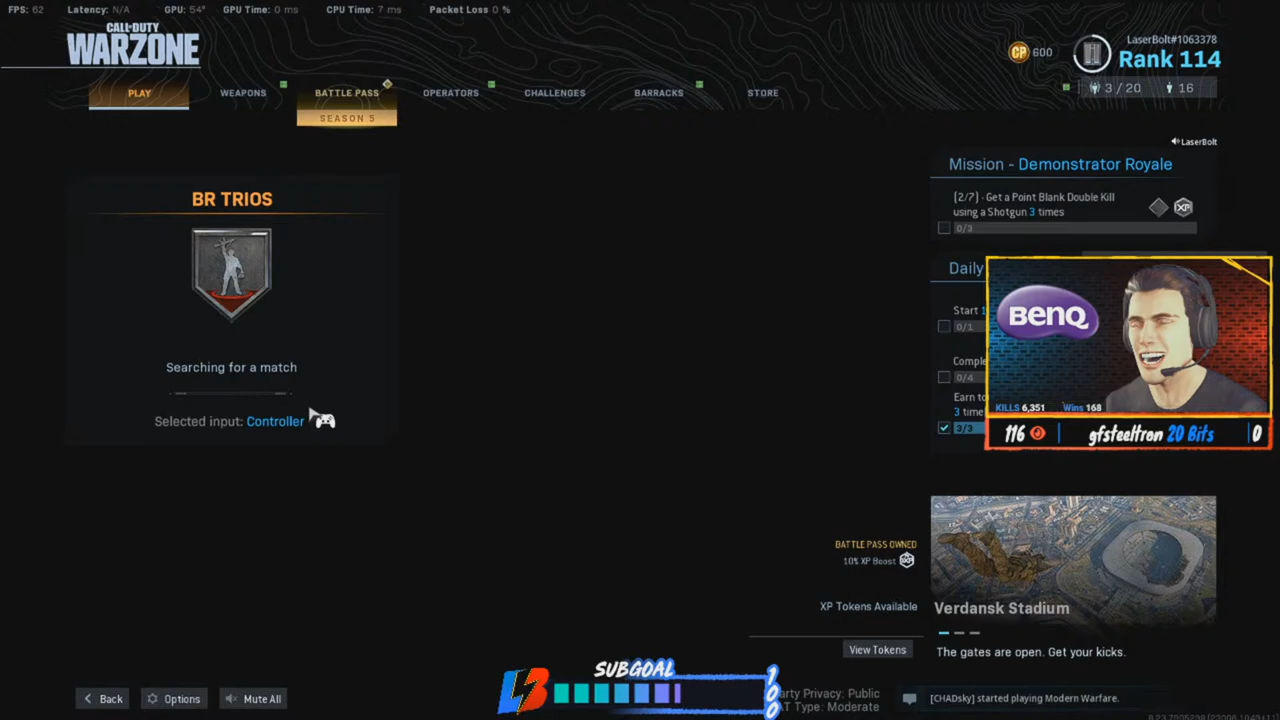 FPS: 62 Latency: N/A GPU: 54° GPU Time: 0 ms CPU Time: 7 ms Packet Loss 0 %
CALL OF DUTY
WARZONE
CP 600
LaserBolt#1063378
Rank 114
3 / 20 16
PLAY WEAPONS BATTLE PASS OPERATORS CHALLENGES BARRACKS STORE
SEASON 5
LaserBolt
BR TRIOS
Searching for a match
Selected input: Controller
Mission - Demonstrator Royale
[2/7] - Get a Point Blank Double Kill
using a Shotgun 3 times
XP
0/3
Daily
Start 1
0/1
Comple
0/4
Earn to
3 time
3/3
BenQ
KILLS 6,351 Wins 168
116 gfsteeltron 20 Bits 0
BATTLE PASS OWNED
10% XP Boost
XP Tokens Available
View Tokens
Verdansk Stadium
The gates are open. Get your kicks.
Back Options Mute All
SUBGOAL
100
arty Privacy: Public
AT Type: Moderate
[CHADsky] started playing Modern Warfare.